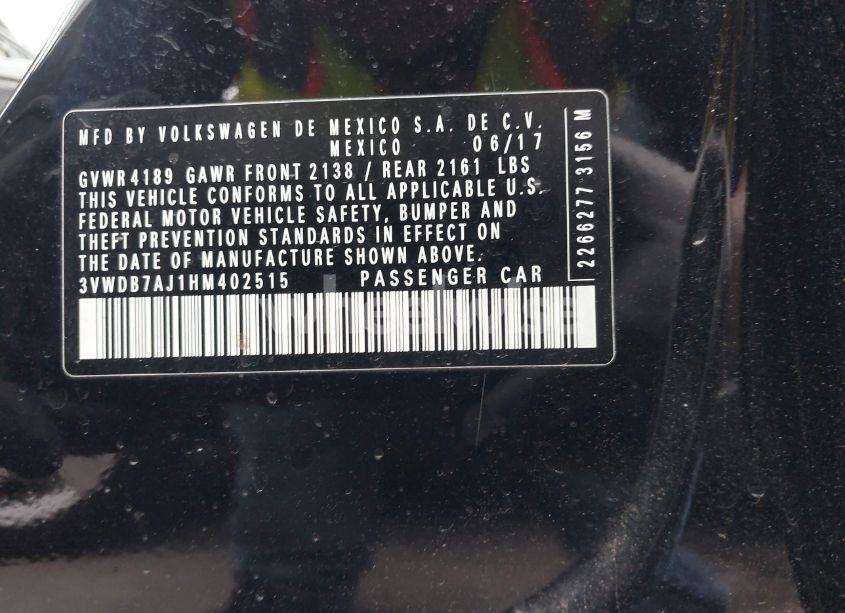 MFD BY VOLKSWAGEN DE MEXICO S.A. DE C.V.
MEXICO 06/17
GVWR 4189 GAWR FRONT 2138 / REAR 2161 LBS
THIS VEHICLE CONFORMS TO ALL APPLICABLE U.S.
FEDERAL MOTOR VEHICLE SAFETY, BUMPER AND
THEFT PREVENTION STANDARDS IN EFFECT ON
THE DATE OF MANUFACTURE SHOWN ABOVE.
3VWDB7AJ1HM402515 PASSENGER CAR
2266277 3156 M